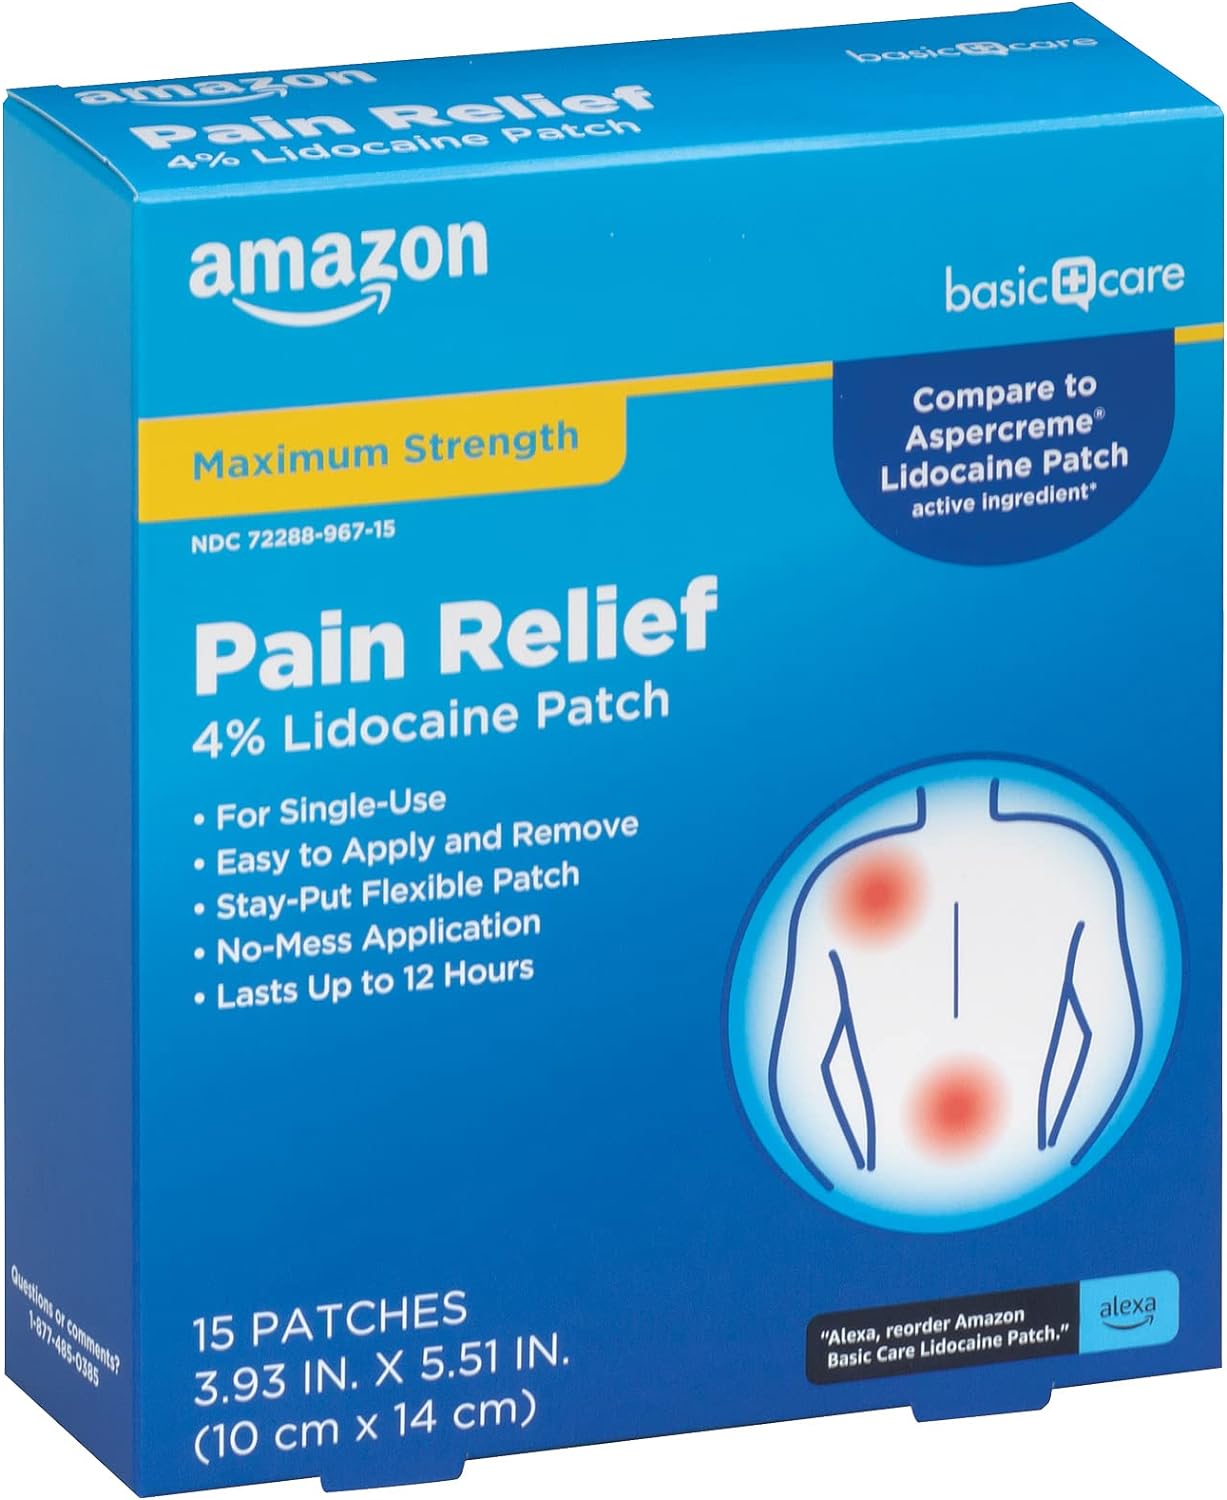 amazon
basic care
Pain Relief
4% Lidocaine Patch
amazon
basic care
Maximum Strength
Compare to
Aspercreme®
Lidocaine Patch
active ingredient*
NDC 72288-967-15
Pain Relief
4% Lidocaine Patch
• For Single-Use
• Easy to Apply and Remove
• Stay-Put Flexible Patch
• No-Mess Application
• Lasts Up to 12 Hours
15 PATCHES
3.93 IN. X 5.51 IN.
(10 cm x 14 cm)
"Alexa, reorder Amazon
Basic Care Lidocaine Patch."
alexa
Questions or comments?
1-877-485-0385